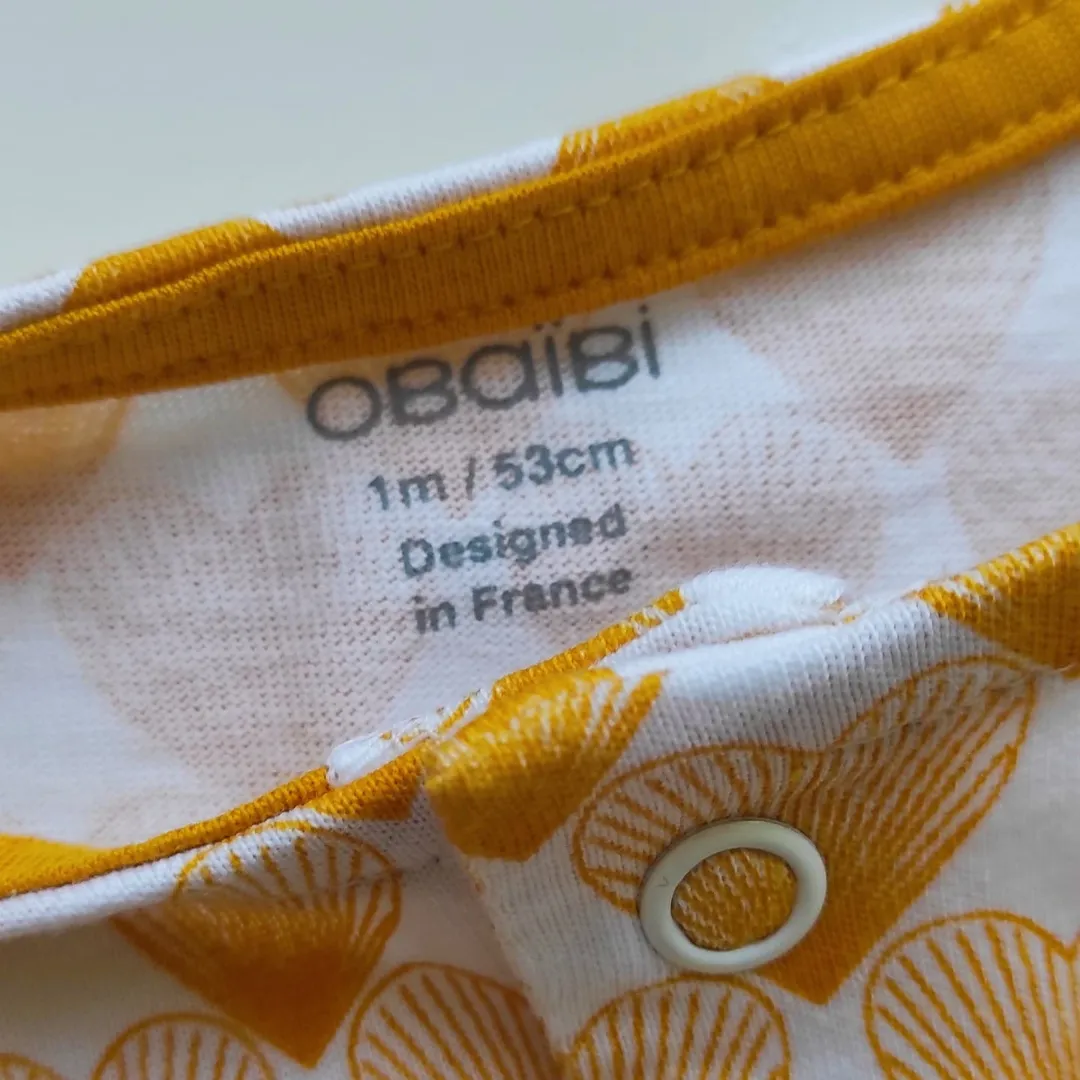 OBaïBi
1m / 53cm
Designed
in France